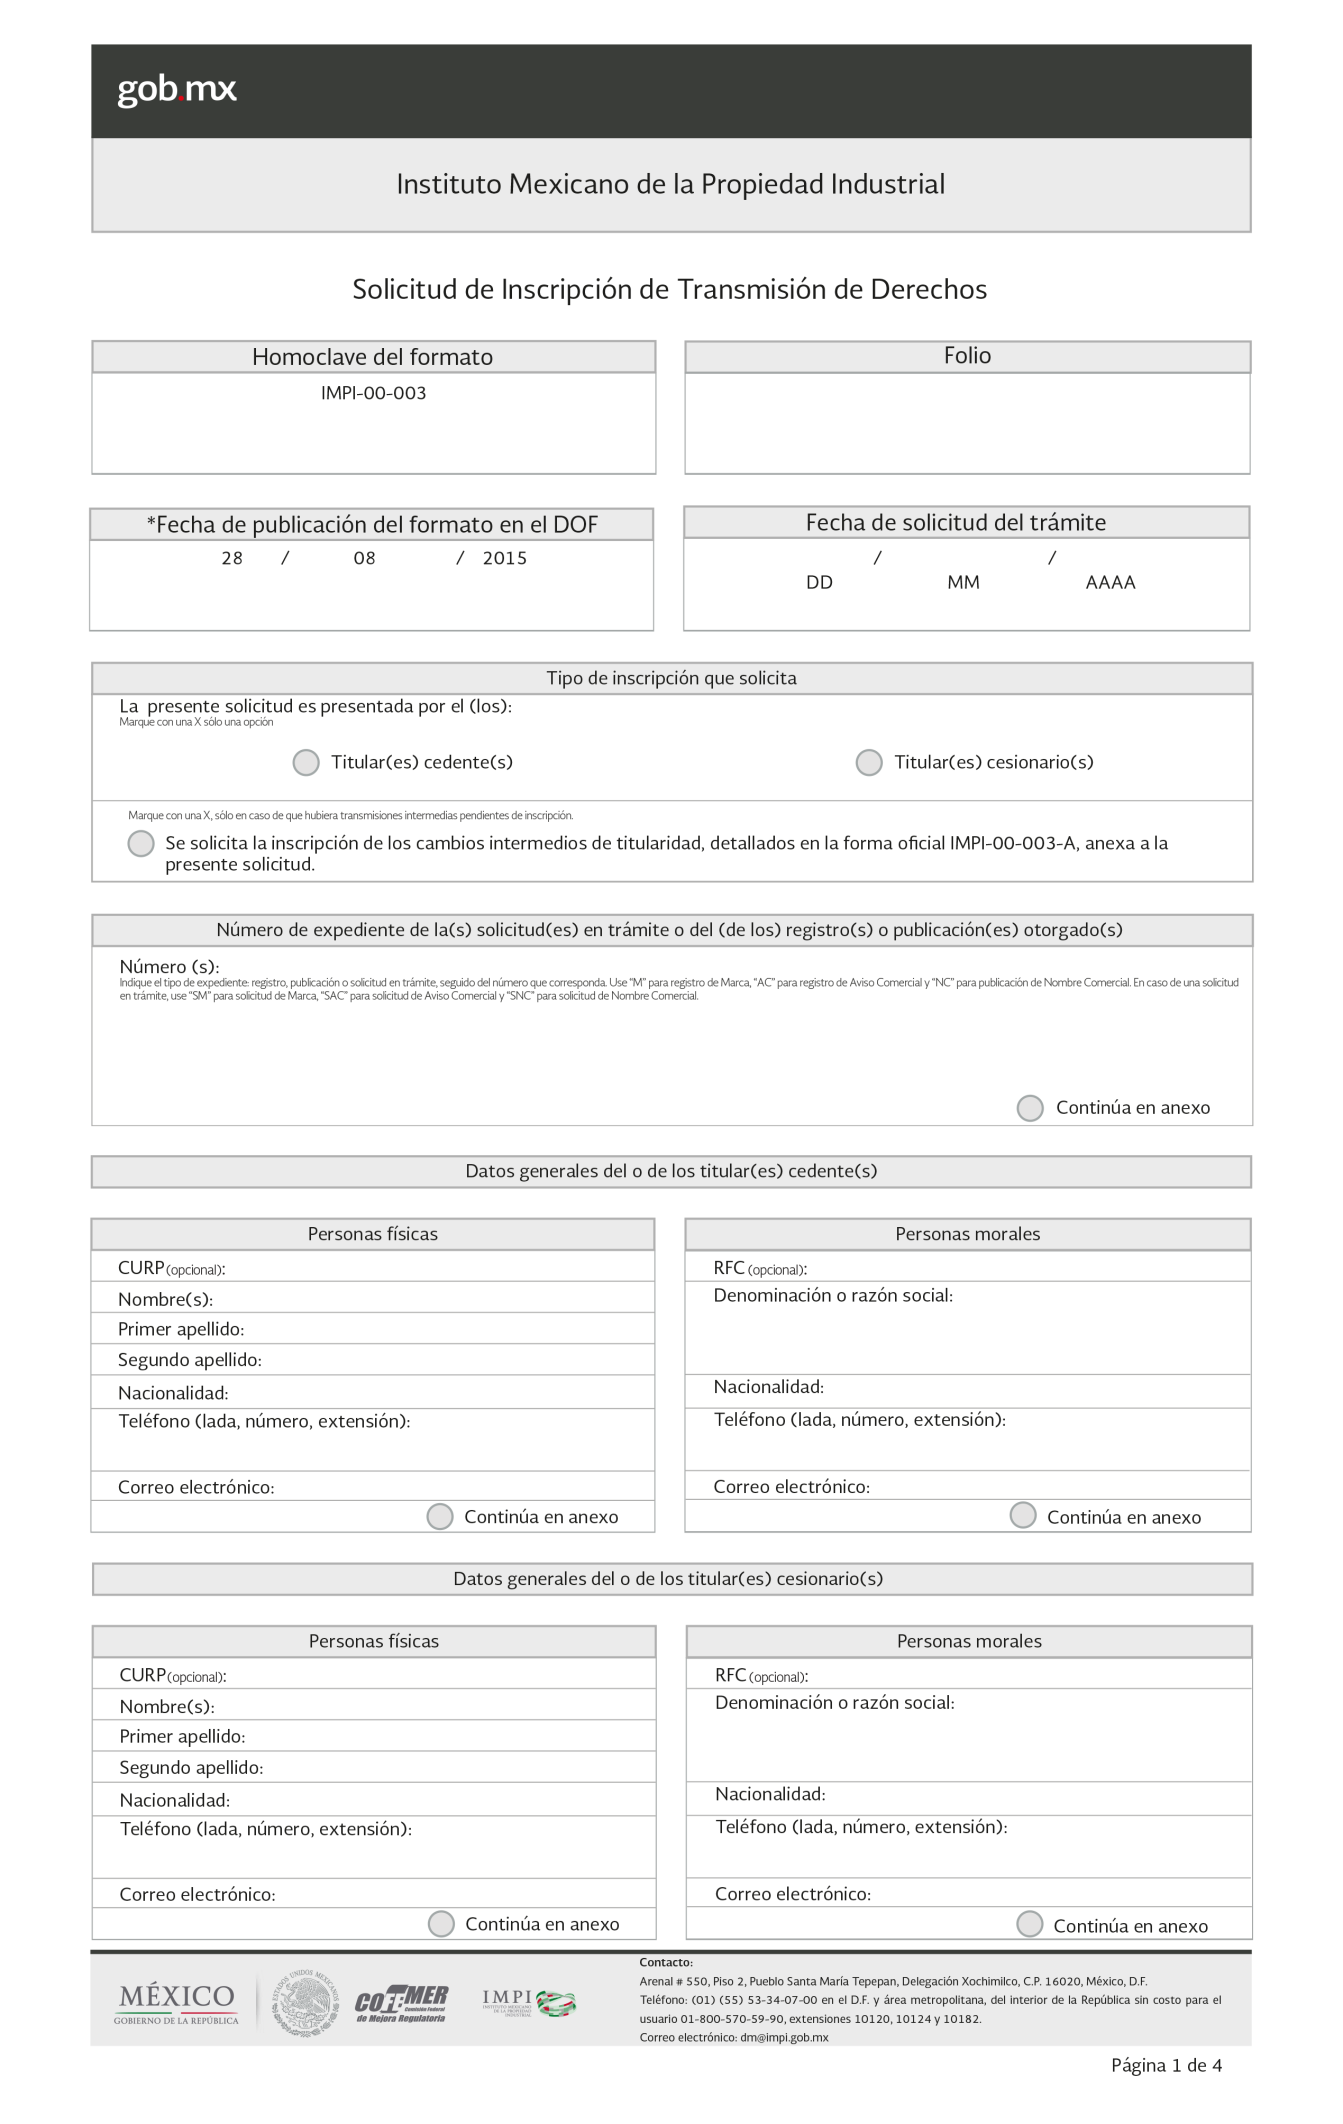 gob.mx
Instituto Mexicano de la Propiedad Industrial
Solicitud de Inscripción de Transmisión de Derechos
Homoclave del formato
IMPI-00-003
Folio
*Fecha de publicación del formato en el DOF
28 / 08 / 2015
Fecha de solicitud del trámite
/ /
DD MM AAAA
Tipo de inscripción que solicita
La presente solicitud es presentada por el (los):
Marque con una X sólo una opción
Titular(es) cedente(s)
Titular(es) cesionario(s)
Marque con una X, sólo en caso de que hubiera transmisiones intermedias pendientes de inscripción.
Se solicita la inscripción de los cambios intermedios de titularidad, detallados en la forma oficial IMPI-00-003-A, anexa a la
presente solicitud.
Número de expediente de la(s) solicitud(es) en trámite o del (de los) registro(s) o publicación(es) otorgado(s)
Número (s):
Indique el tipo de expediente: registro, publicación o solicitud en trámite, seguido del número que corresponda. Use “M” para registro de Marca, “AC” para registro de Aviso Comercial y “NC” para publicación de Nombre Comercial. En caso de una solicitud
en trámite, use “SM” para solicitud de Marca, “SAC” para solicitud de Aviso Comercial y “SNC” para solicitud de Nombre Comercial.
Continúa en anexo
Datos generales del o de los titular(es) cedente(s)
Personas físicas
CURP(opcional):
Nombre(s):
Primer apellido:
Segundo apellido:
Nacionalidad:
Teléfono (lada, número, extensión):
Correo electrónico:
Continúa en anexo
Personas morales
RFC (opcional):
Denominación o razón social:
Nacionalidad:
Teléfono (lada, número, extensión):
Correo electrónico:
Continúa en anexo
Datos generales del o de los titular(es) cesionario(s)
Personas físicas
CURP(opcional):
Nombre(s):
Primer apellido:
Segundo apellido:
Nacionalidad:
Teléfono (lada, número, extensión):
Correo electrónico:
Continúa en anexo
Personas morales
RFC (opcional):
Denominación o razón social:
Nacionalidad:
Teléfono (lada, número, extensión):
Correo electrónico:
Continúa en anexo
MÉXICO
GOBIERNO DE LA REPÚBLICA
ESTADOS UNIDOS MEXICANOS
COFEMER
Comisión Federal
de Mejora Regulatoria
IMPI
INSTITUTO MEXICANO
DE LA PROPIEDAD
INDUSTRIAL
Contacto:
Arenal # 550, Piso 2, Pueblo Santa María Tepepan, Delegación Xochimilco, C.P. 16020, México, D.F.
Teléfono: (01) (55) 53-34-07-00 en el D.F. y área metropolitana, del interior de la República sin costo para el
usuario 01-800-570-59-90, extensiones 10120, 10124 y 10182.
Correo electrónico: dm@impi.gob.mx
Página 1 de 4